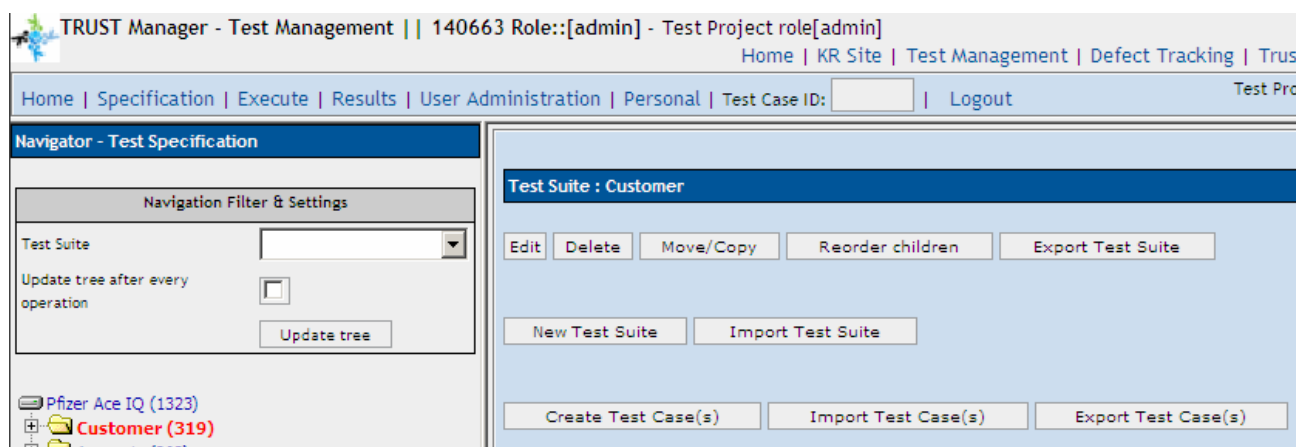 TRUST Manager - Test Management || 140663 Role::[admin] - Test Project role[admin]
Home | KR Site | Test Management | Defect Tracking | Trus
Home | Specification | Execute | Results | User Administration | Personal | Test Case ID: | Logout
Test Pro
Navigator - Test Specification
Navigation Filter & Settings
Test Suite
Update tree after every
operation
Update tree
Pfizer Ace IQ (1323)
Customer (319)
Test Suite : Customer
Edit Delete Move/Copy Reorder children Export Test Suite
New Test Suite Import Test Suite
Create Test Case(s) Import Test Case(s) Export Test Case(s)